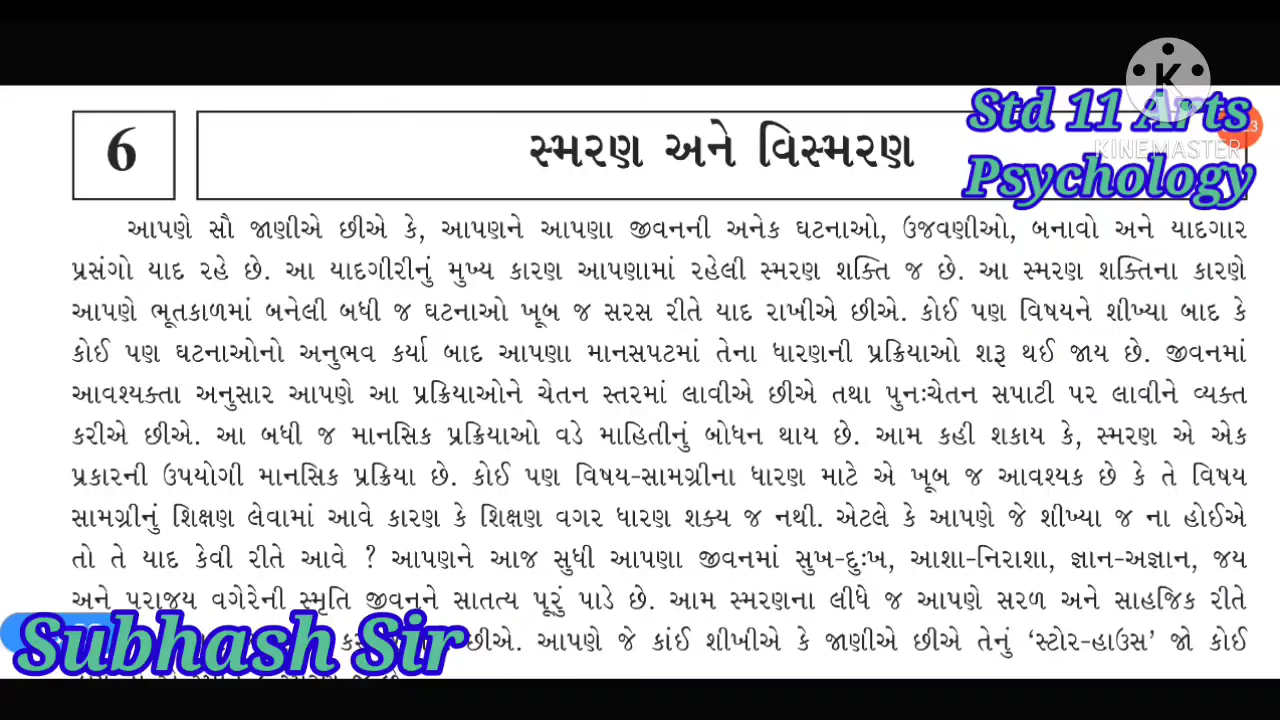 Std 11 Arts
KINEMASTER
Psychology
6
સ્મરણ અને વિસ્મરણ
આપણે સૌ જાણીએ છીએ કે, આપણને આપણા જીવનની અનેક ઘટનાઓ, ઉજવણીઓ, બનાવો અને યાદગાર
પ્રસંગો યાદ રહે છે. આ યાદગીરીનું મુખ્ય કારણ આપણામાં રહેલી સ્મરણ શક્તિ જ છે. આ સ્મરણ શક્તિના કારણે
આપણે ભૂતકાળમાં બનેલી બધી જ ઘટનાઓ ખૂબ જ સરસ રીતે યાદ રાખીએ છીએ. કોઈ પણ વિષયને શીખ્યા બાદ કે
કોઈ પણ ઘટનાઓનો અનુભવ કર્યા બાદ આપણા માનસપટમાં તેના ધારણની પ્રક્રિયાઓ શરૂ થઈ જાય છે. જીવનમાં
આવશ્યક્તા અનુસાર આપણે આ પ્રક્રિયાઓને ચેતન સ્તરમાં લાવીએ છીએ તથા પુનઃચેતન સપાટી પર લાવીને વ્યક્ત
કરીએ છીએ. આ બધી જ માનસિક પ્રક્રિયાઓ વડે માહિતીનું બોધન થાય છે. આમ કહી શકાય કે, સ્મરણ એ એક
પ્રકારની ઉપયોગી માનસિક પ્રક્રિયા છે. કોઈ પણ વિષય-સામગ્રીના ધારણ માટે એ ખૂબ જ આવશ્યક છે કે તે વિષય
સામગ્રીનું શિક્ષણ લેવામાં આવે કારણ કે શિક્ષણ વગર ધારણ શક્ય જ નથી. એટલે કે આપણે જે શીખ્યા જ ના હોઈએ
તો તે યાદ કેવી રીતે આવે ? આપણને આજ સુધી આપણા જીવનમાં સુખ-દુઃખ, આશા-નિરાશા, જ્ઞાન-અજ્ઞાન, જય
અને પરાજય વગેરેની સ્મૃતિ જીવનને સાતત્ય પૂરું પાડે છે. આમ સ્મરણના લીધે જ આપણે સરળ અને સાહજિક રીતે
છીએ. આપણે જે કાંઈ શીખીએ કે જાણીએ છીએ તેનું ‘સ્ટોર-હાઉસ’ જો કોઈ
Subhash Sir